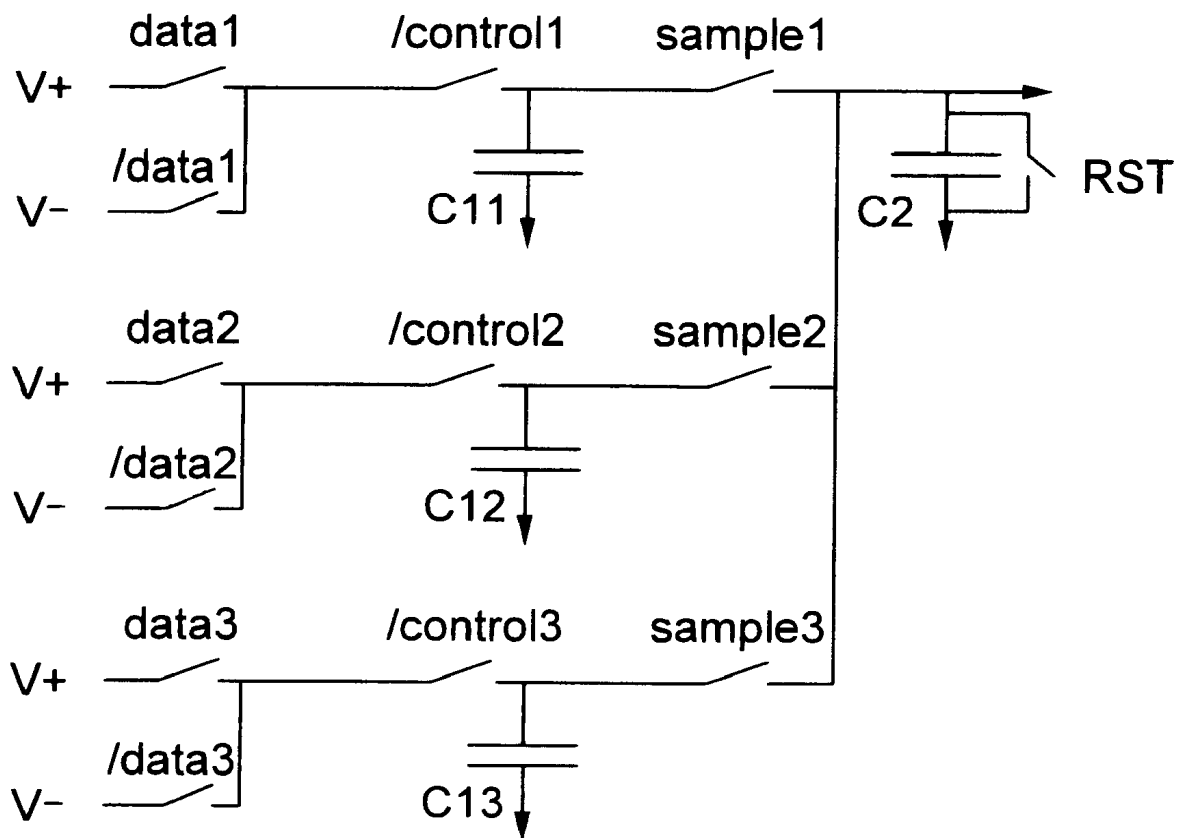 data1 /control1 sample1
V+
/data1
RST
V-
C11 C2
data2 /control2 sample2
V+
/data2
V-
C12
data3 /control3 sample3
V+
/data3
V-
C13